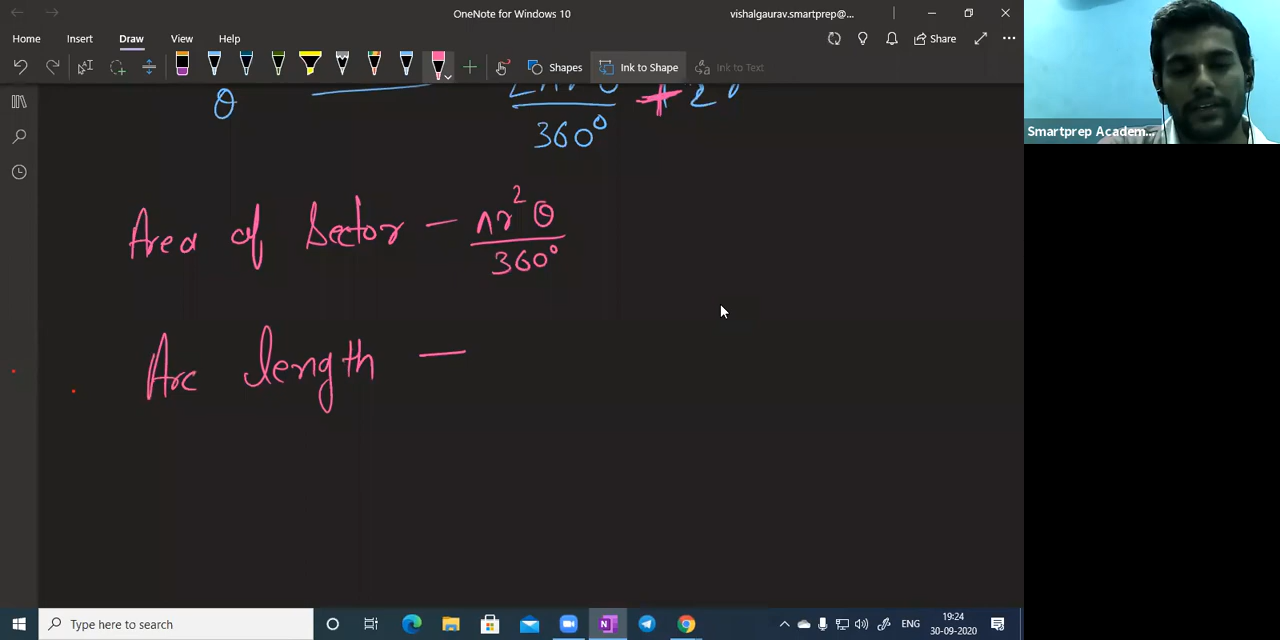 OneNote for Windows 10
vishalgaurav.smartprep@...
Home Insert Draw View Help
Share
Shapes
Ink to Shape
Ink to Text
Smartprep Academ...
θ
360°
+ 2
Area of Sector — πr²θ
360°
Arc length —
Type here to search
N
ENG
19:24
30-09-2020